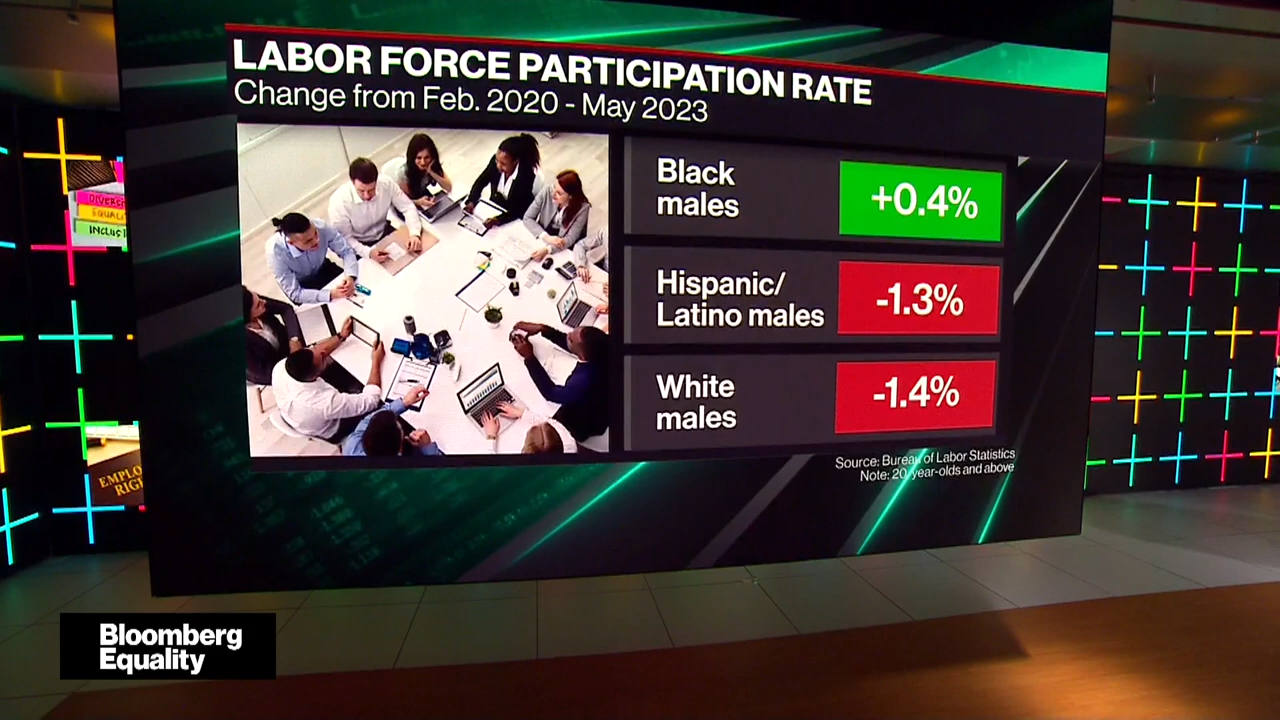 LABOR FORCE PARTICIPATION RATE
Change from Feb. 2020 - May 2023
Black
males
+0.4%
Hispanic/
Latino males
-1.3%
White
males
-1.4%
Source: Bureau of Labor Statistics
Note: 20-year-olds and above
Bloomberg
Equality